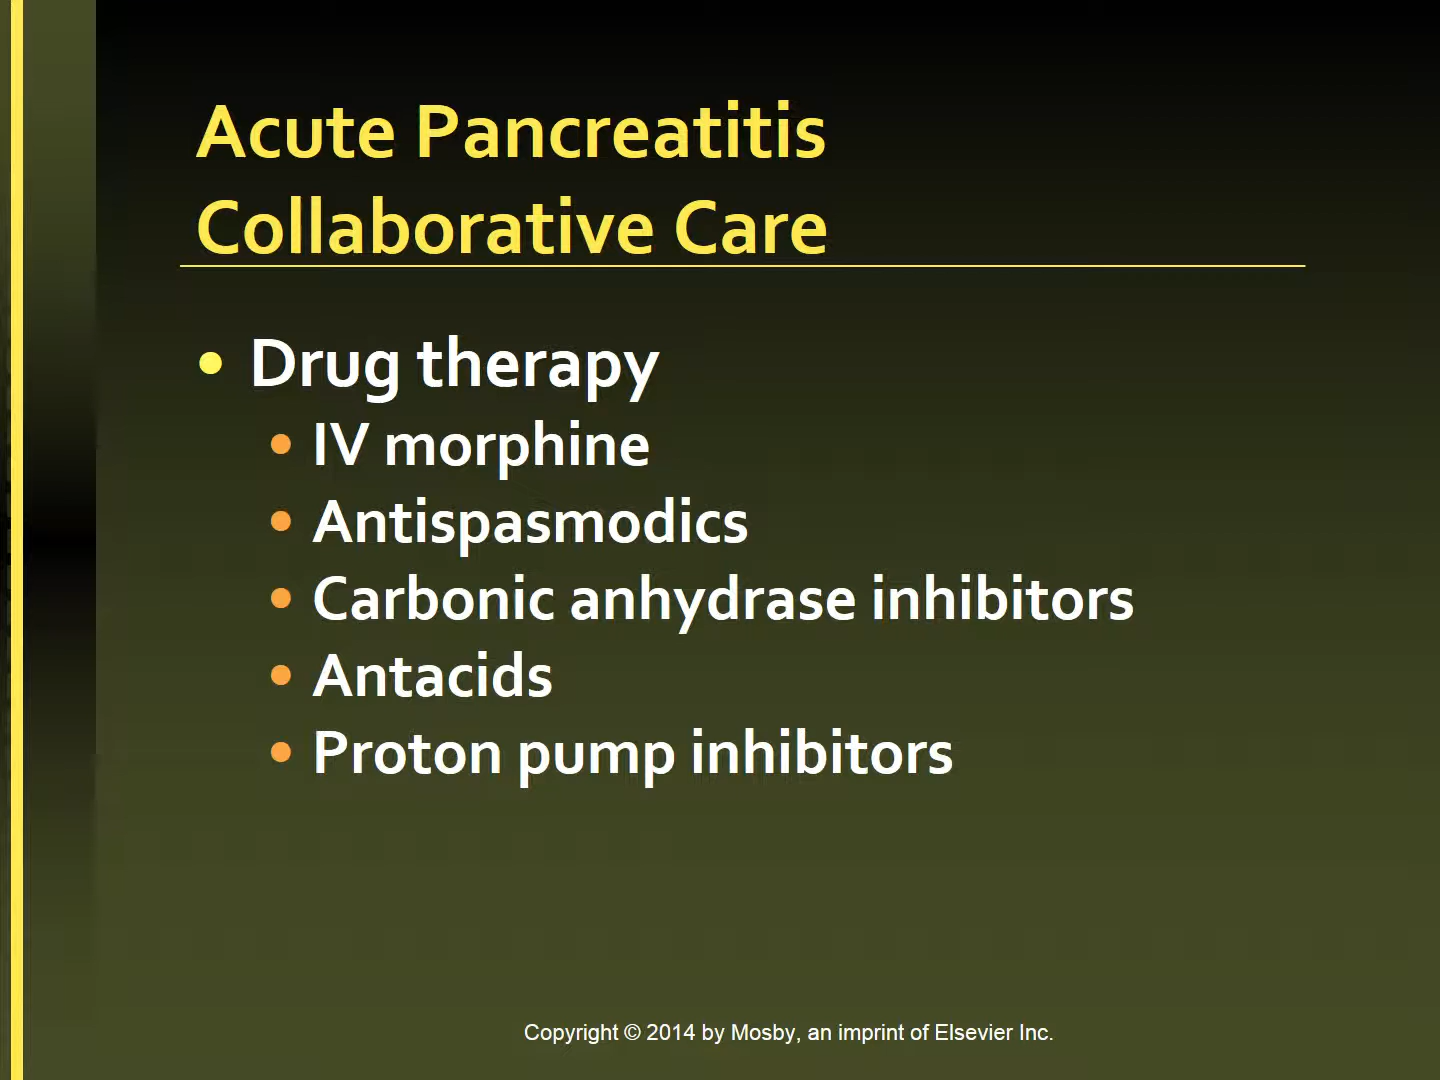 Acute Pancreatitis
Collaborative Care
• Drug therapy
• IV morphine
• Antispasmodics
• Carbonic anhydrase inhibitors
• Antacids
• Proton pump inhibitors
Copyright © 2014 by Mosby, an imprint of Elsevier Inc.